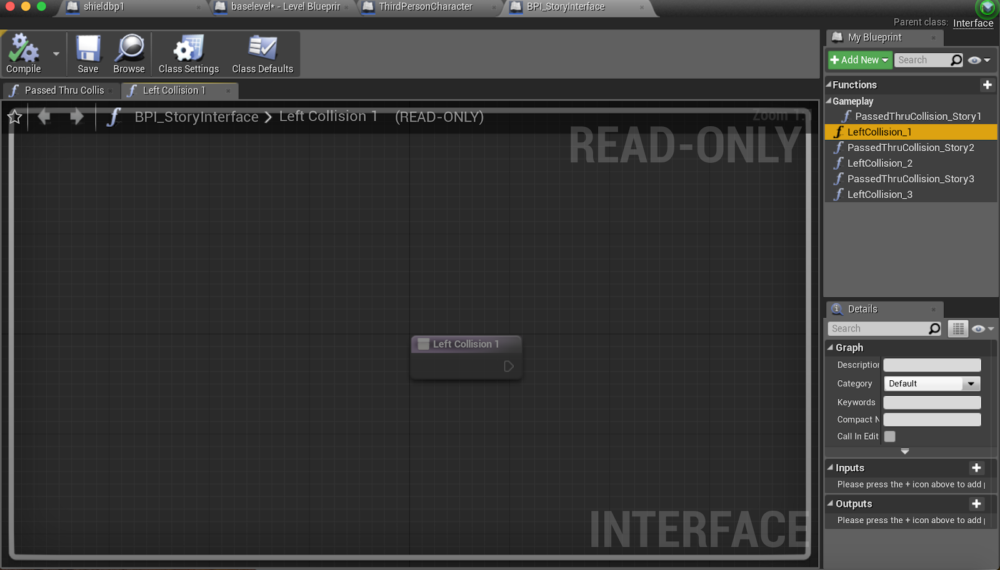 shieldbp1
baselevel* - Level Blueprin
ThirdPersonCharacter
BPI_StoryInterface
Parent class: Interface
Compile
Save
Browse
Class Settings
Class Defaults
My Blueprint
+ Add New
Search
Passed Thru Collis
Left Collision 1
BPI_StoryInterface > Left Collision 1 (READ-ONLY)
Zoom 1:1
READ-ONLY
Functions
Gameplay
PassedThruCollision_Story1
LeftCollision_1
PassedThruCollision_Story2
LeftCollision_2
PassedThruCollision_Story3
LeftCollision_3
Left Collision 1
INTERFACE
Details
Search
Graph
Description
Category
Default
Keywords
Compact N
Call In Edit
Inputs
Please press the + icon above to add
Outputs
Please press the + icon above to add